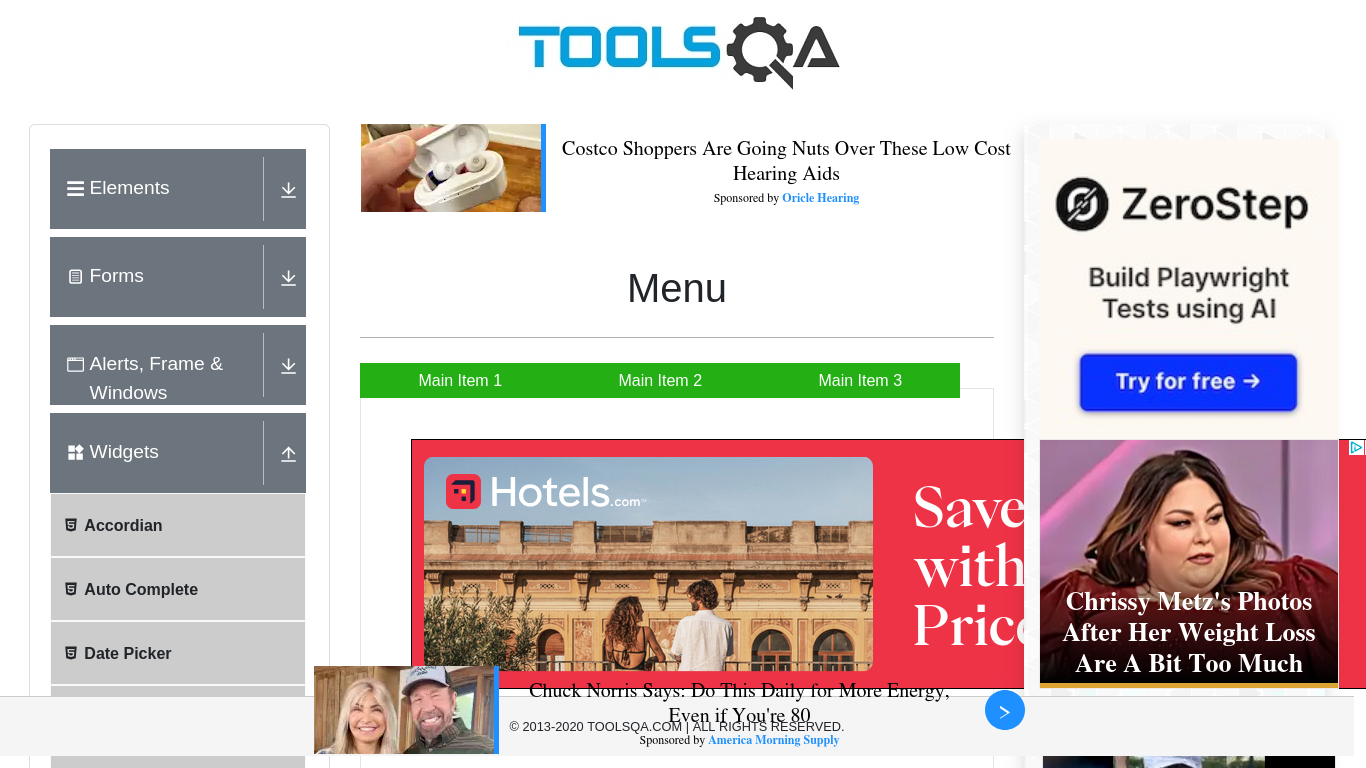 TOOLSQA
Elements
Forms
Alerts, Frame &
Windows
Widgets
Accordian
Auto Complete
Date Picker
Costco Shoppers Are Going Nuts Over These Low Cost
Hearing Aids
Sponsored by Oricle Hearing
Menu
Main Item 1
Main Item 2
Main Item 3
Hotels.com™
Save
with
Price
ZeroStep
Build Playwright
Tests using AI
Try for free →
Chrissy Metz's Photos
After Her Weight Loss
Are A Bit Too Much
Chuck Norris Says: Do This Daily for More Energy,
Even if You're 80
© 2013-2020 TOOLSQA.COM | ALL RIGHTS RESERVED.
Sponsored by America Morning Supply